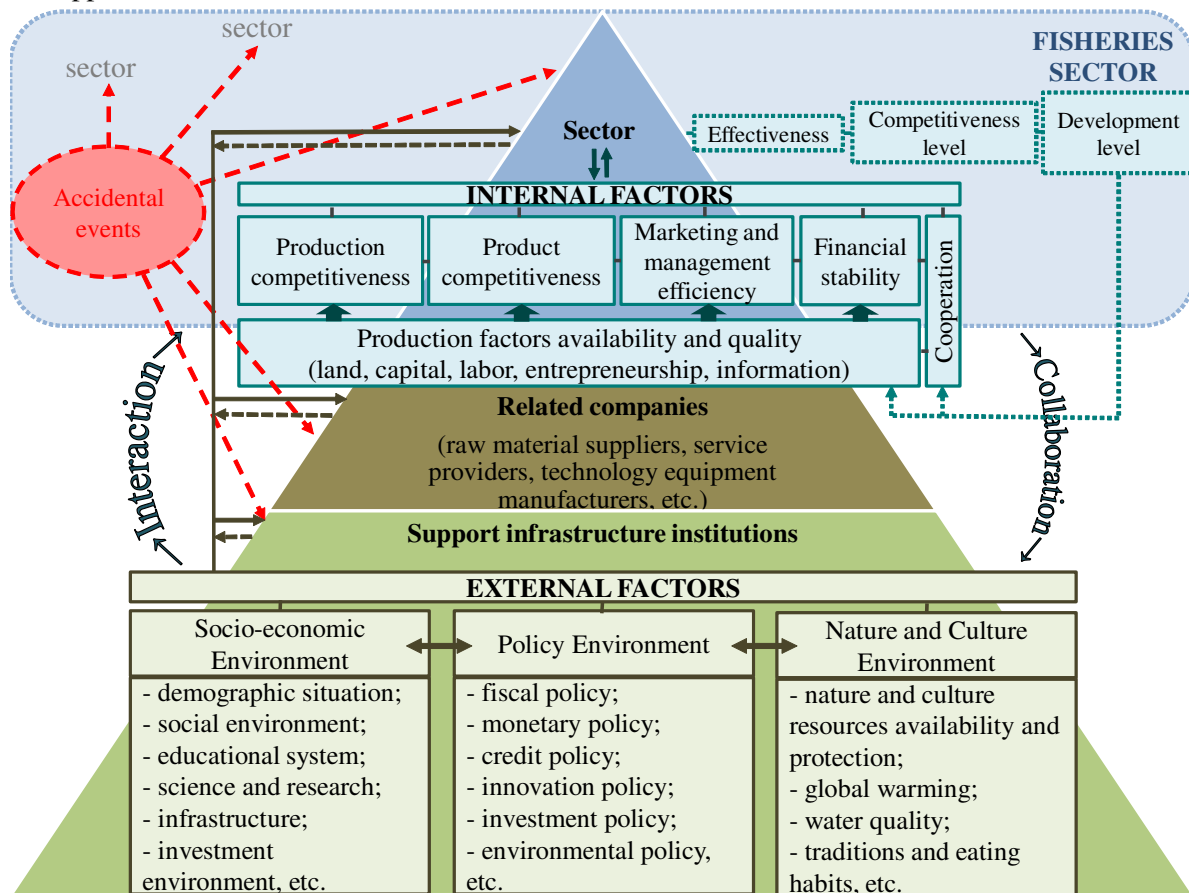 sector
sector
FISHERIES
SECTOR
Accidental
events
Sector
Effectiveness
Competitiveness
level
Development
level
INTERNAL FACTORS
Production
competitiveness
Product
competitiveness
Marketing and
management
efficiency
Financial
stability
Cooperation
Production factors availability and quality
(land, capital, labor, entrepreneurship, information)
Interaction
Collaboration
Related companies
(raw material suppliers, service
providers, technology equipment
manufacturers, etc.)
Support infrastructure institutions
EXTERNAL FACTORS
Socio-economic
Environment
- demographic situation;
- social environment;
- educational system;
- science and research;
- infrastructure;
- investment
environment, etc.
Policy Environment
- fiscal policy;
- monetary policy;
- credit policy;
- innovation policy;
- investment policy;
- environmental policy,
etc.
Nature and Culture
Environment
- nature and culture
resources availability and
protection;
- global warming;
- water quality;
- traditions and eating
habits, etc.